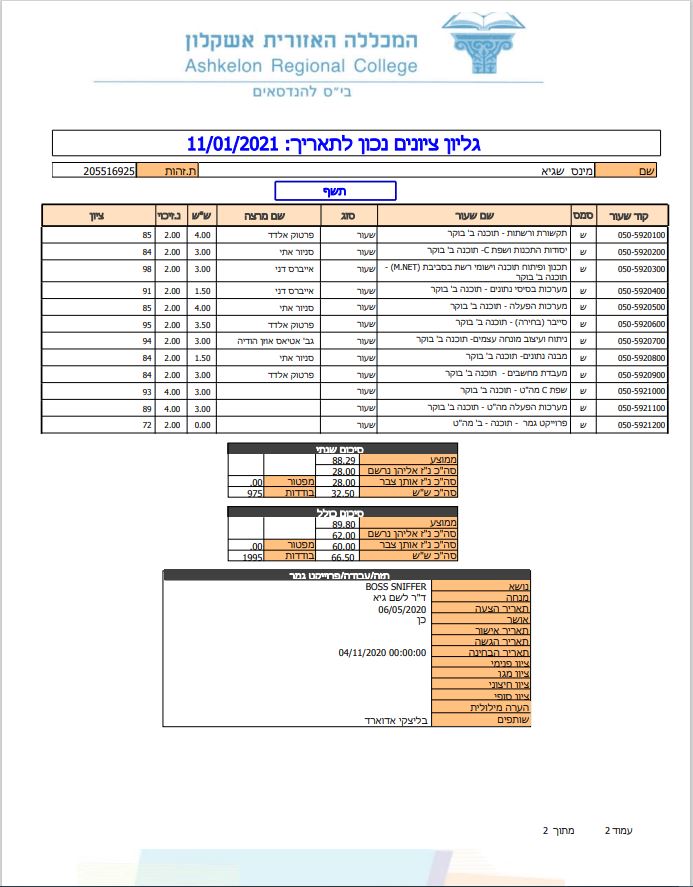 המכללה האזורית אשקלון
Ashkelon Regional College
בי״ס להנדסאים
גליון ציונים נכון לתאריך: 11/01/2021
שם מינס שגיא ת.זהות 205516925
תשף
קוד שעור סמס שם שעור סוג שם מרצה ש"ש נ.זיכוי ציון
050-5920100 ש תקשורת ורשתות - תוכנה ב' בוקר שעור פרטוק אלדד 4.00 2.00 85
050-5920200 ש יסודות התכנות ושפת C- תוכנה ב' בוקר שעור סניור אתי 3.00 2.00 84
050-5920300 ש תכנון ופיתוח תוכנה וישומי רשת בסביבת (M.NET) - שעור אייברס דני 3.00 2.00 98
תוכנה ב' בוקר
050-5920400 ש מערכות בסיסי נתונים - תוכנה ב' בוקר שעור אייברס דני 1.50 2.00 91
050-5920500 ש מערכות הפעלה - תוכנה ב' בוקר שעור סניור אתי 4.00 2.00 85
050-5920600 ש סייבר (בחירה) - תוכנה ב' בוקר שעור פרטוק אלדד 3.50 2.00 95
050-5920700 ש ניתוח ועיצוב מונחה עצמים- תוכנה ב' בוקר שעור גב' אטיאס אוזן הודיה 3.00 2.00 94
050-5920800 ש מבנה נתונים- תוכנה ב' בוקר שעור סניור אתי 1.50 2.00 84
050-5920900 ש מעבדת מחשבים - תוכנה ב' בוקר שעור פרטוק אלדד 3.00 2.00 84
050-5921000 ש שפת C מה"ט - תוכנה ב' בוקר שעור 3.00 4.00 93
050-5921100 ש מערכות הפעלה מה"ט - תוכנה ב' בוקר שעור 3.00 4.00 89
050-5921200 ש פרוייקט גמר - תוכנה - ב' מה"ט שעור 0.00 2.00 72
סיכום שנתי
ממוצע 88.29
סה"כ נ"ז אליהן נרשם 28.00
סה"כ נ"ז אותן צבר 28.00 מפטור .00
סה"כ ש"ש 32.50 בודדות 975
סיכום כולל
ממוצע 89.80
סה"כ נ"ז אליהן נרשם 62.00
סה"כ נ"ז אותן צבר 60.00 מפטור .00
סה"כ ש"ש 66.50 בודדות 1995
תזה/עבודה/פרוייקט גמר
נושא BOSS SNIFFER
מנחה ד"ר לשם גיא
תאריך הצעה 06/05/2020
אושר כן
תאריך אישור
תאריך הגשה
תאריך הבחינה 04/11/2020 00:00:00
ציון פנימי
ציון מגן
ציון חיצוני
ציון סופי
הערה מילולית
שותפים בליצקי אדוארד
עמוד 2 מתוך 2